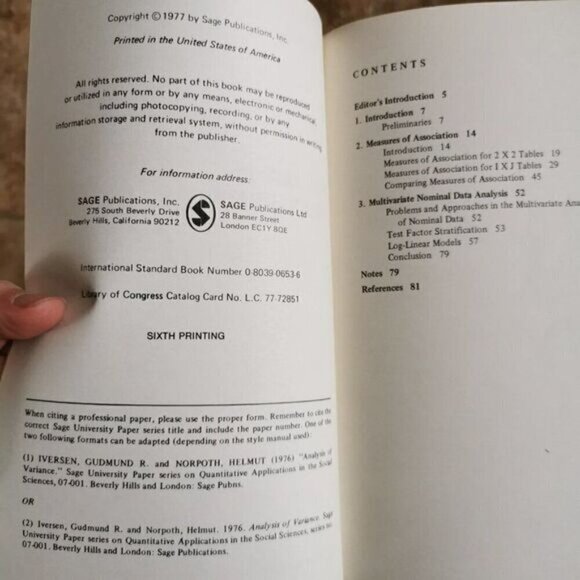 Copyright © 1977 by Sage Publications, Inc.
Printed in the United States of America
All rights reserved. No part of this book may be reproduced
or utilized in any form or by any means, electronic or mechanical,
including photocopying, recording, or by any
information storage and retrieval system, without permission in writing
from the publisher.
For information address:
SAGE Publications, Inc.
275 South Beverly Drive
Beverly Hills, California 90212
S
SAGE Publications Ltd
28 Banner Street
London EC1Y 8QE
International Standard Book Number 0-8039-0653-6
Library of Congress Catalog Card No. L.C. 77-72851
SIXTH PRINTING
When citing a professional paper, please use the proper form. Remember to cite the
correct Sage University Paper series title and include the paper number. One of the
two following formats can be adapted (depending on the style manual used):
(1) IVERSEN, GUDMUND R. and NORPOTH, HELMUT (1976) "Analysis of
Variance." Sage University Paper series on Quantitative Applications in the Social
Sciences, 07-001. Beverly Hills and London: Sage Pubns.
OR
(2) Iversen, Gudmund R. and Norpoth, Helmut. 1976. Analysis of Variance. Sage
University Paper series on Quantitative Applications in the Social Sciences, series no.
07-001. Beverly Hills and London: Sage Publications.
CONTENTS
Editor's Introduction 5
1. Introduction 7
Preliminaries 7
2. Measures of Association 14
Introduction 14
Measures of Association for 2 X 2 Tables 19
Measures of Association for I X J Tables 29
Comparing Measures of Association 45
3. Multivariate Nominal Data Analysis 52
Problems and Approaches in the Multivariate Ana
of Nominal Data 52
Test Factor Stratification 53
Log-Linear Models 57
Conclusion 79
Notes 79
References 81